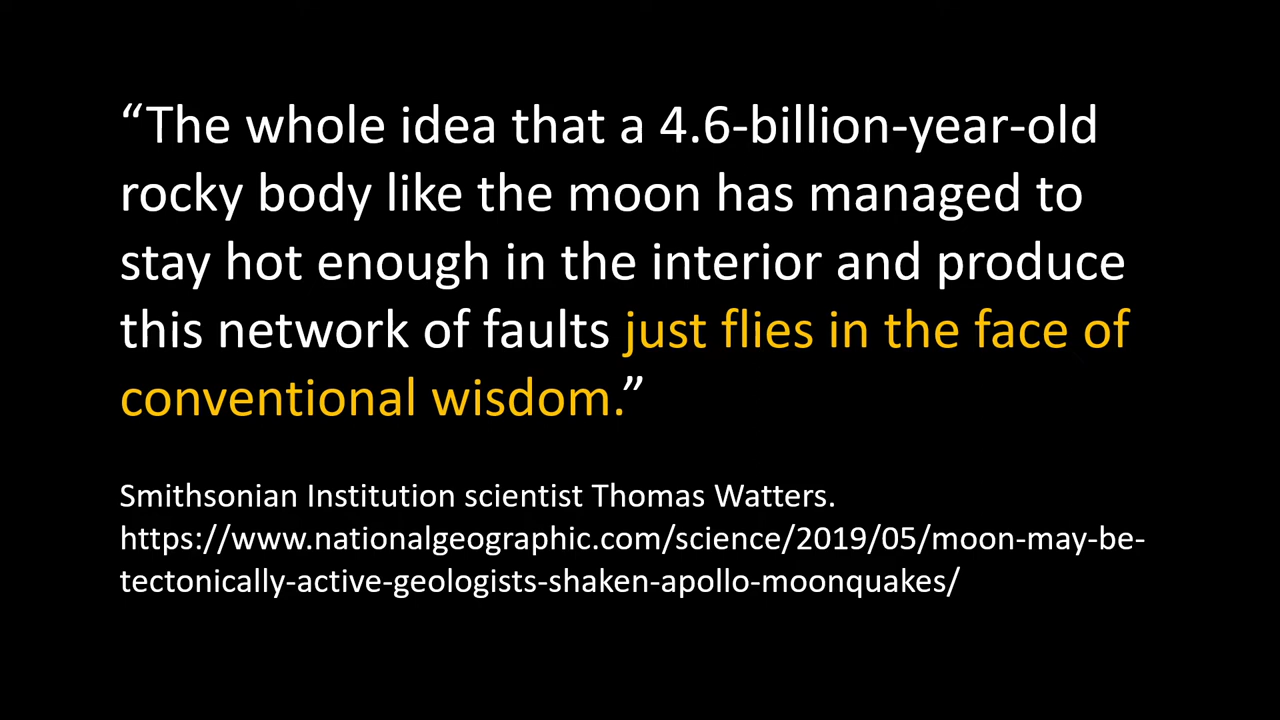 “The whole idea that a 4.6-billion-year-old
rocky body like the moon has managed to
stay hot enough in the interior and produce
this network of faults just flies in the face of
conventional wisdom.”
Smithsonian Institution scientist Thomas Watters.
https://www.nationalgeographic.com/science/2019/05/moon-may-be-
tectonically-active-geologists-shaken-apollo-moonquakes/